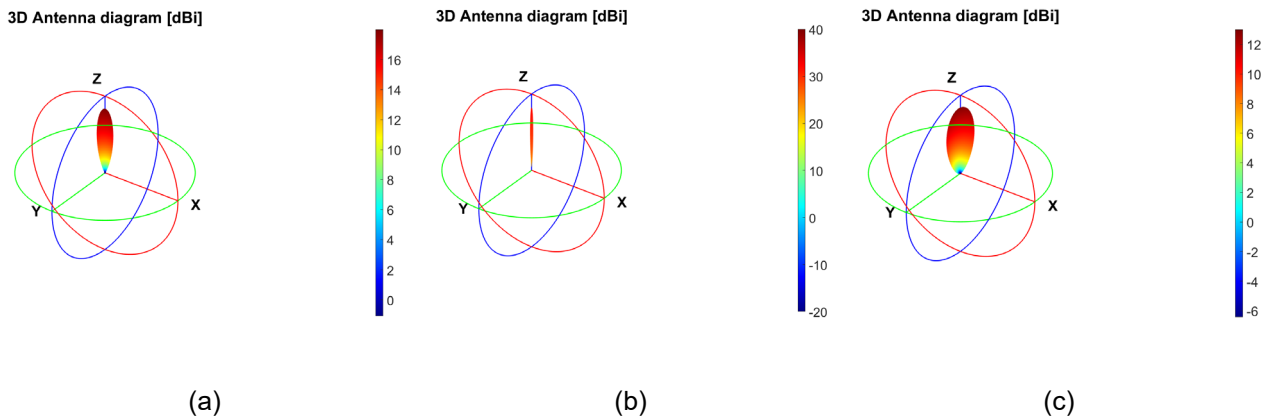 3D Antenna diagram [dBi]
Z
Y
X
16
14
12
10
8
6
4
2
0
(a)
3D Antenna diagram [dBi]
Z
Y
X
40
30
20
10
0
-10
-20
(b)
3D Antenna diagram [dBi]
Z
Y
X
12
10
8
6
4
2
0
-2
-4
-6
(c)